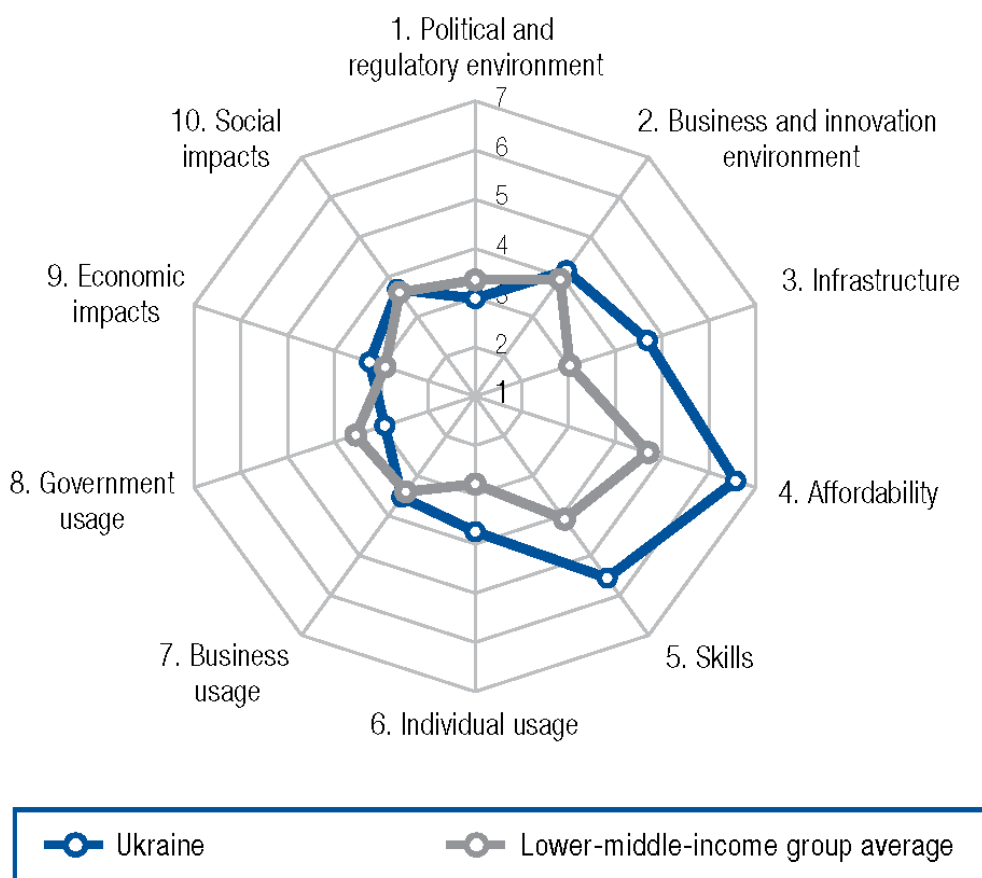 1. Political and
regulatory environment
7
10. Social
impacts
2. Business and innovation
environment
6
5
4
9. Economic
impacts
3. Infrastructure
3
2
1
8. Government
usage
4. Affordability
7. Business
usage
5. Skills
6. Individual usage
Ukraine
Lower-middle-income group average